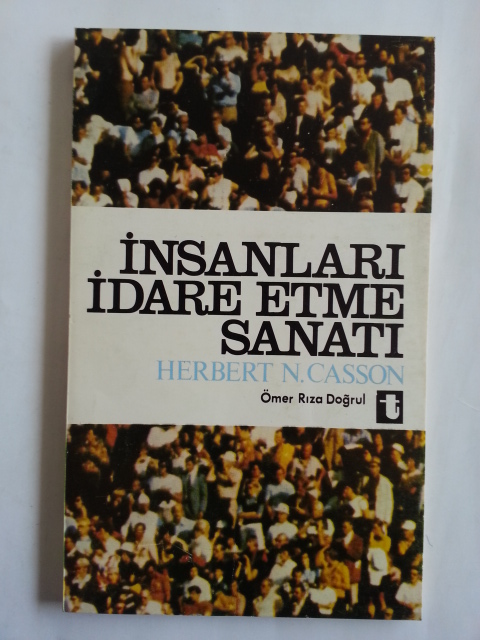 İNSANLARI
İDARE ETME
SANATI
HERBERT N. CASSON
Ömer Rıza Doğrul t